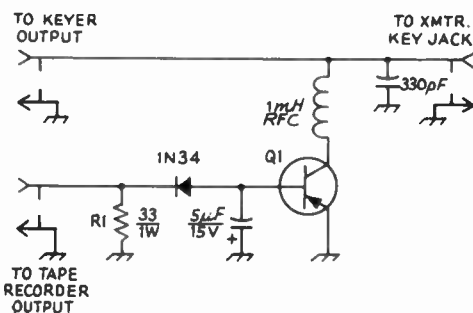 TO KEYER
OUTPUT
TO XMTR.
KEY JACK
330pF
1mH
RFC
Q1
1N34
R1
33
1W
5µF
15V
+
TO TAPE
RECORDER
OUTPUT